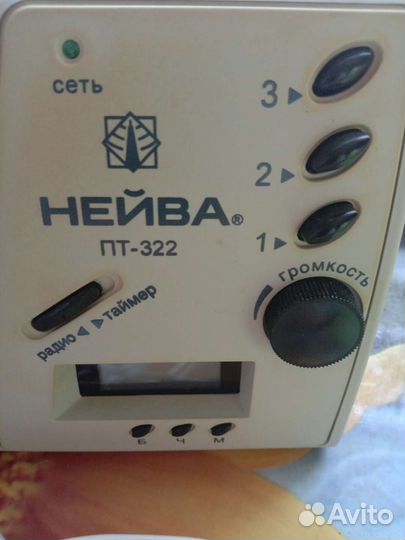 сеть
3
2
НЕЙВА®
ПТ-322
1
громкость
радио таймер
Б Ч М
Avito